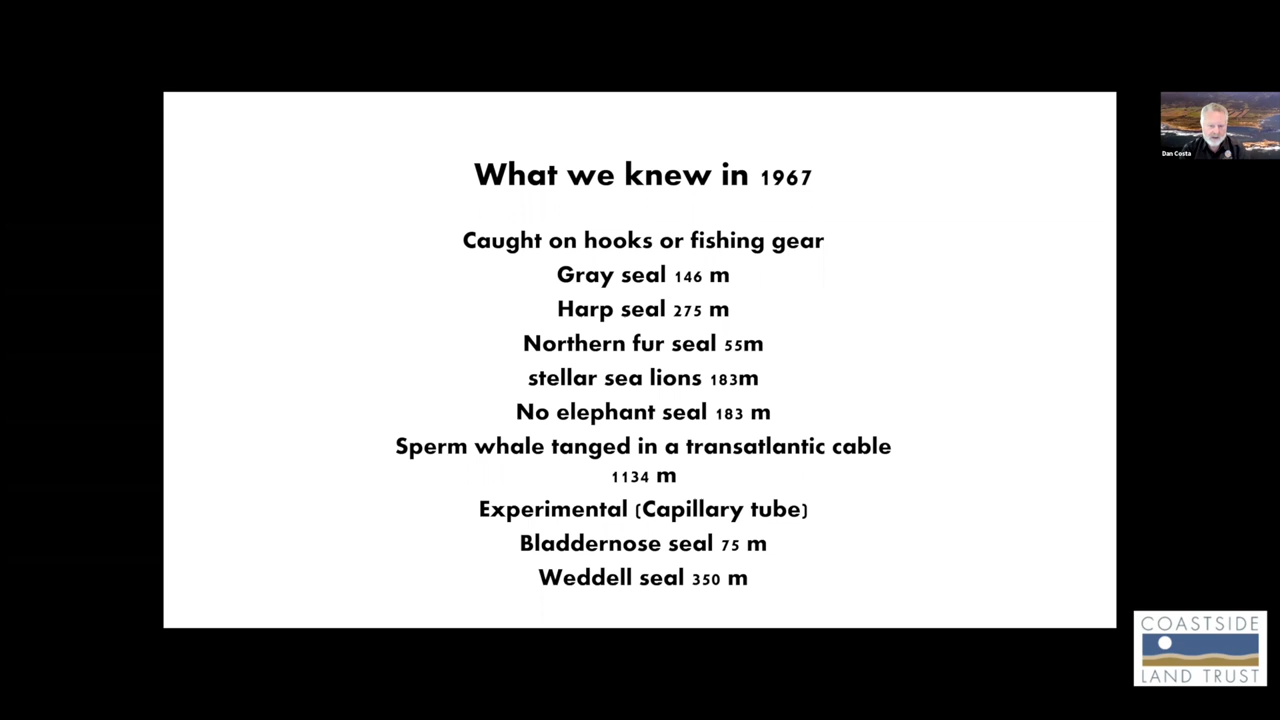 What we knew in 1967
Caught on hooks or fishing gear
Gray seal 146 m
Harp seal 275 m
Northern fur seal 55m
stellar sea lions 183m
No elephant seal 183 m
Sperm whale tanged in a transatlantic cable
1134 m
Experimental (Capillary tube)
Bladdernose seal 75 m
Weddell seal 350 m
Dan Costa
COASTSIDE
LAND TRUST